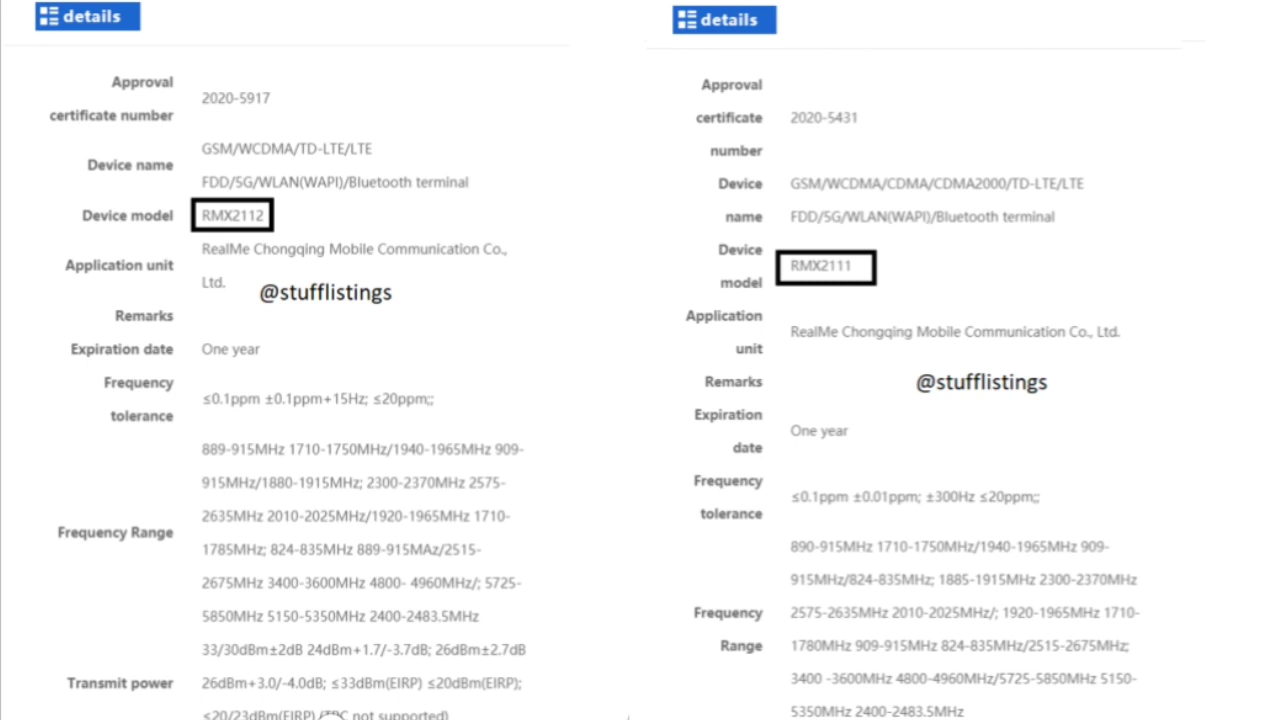 details
Approval
certificate number
2020-5917
Device name
GSM/WCDMA/TD-LTE/LTE
FDD/5G/WLAN(WAPI)/Bluetooth terminal
Device model
RMX2112
Application unit
RealMe Chongqing Mobile Communication Co.,
Ltd.
@stufflistings
Remarks
Expiration date
One year
Frequency
tolerance
≤0.1ppm ±0.1ppm+15Hz; ≤20ppm;;
Frequency Range
889-915MHz 1710-1750MHz/1940-1965MHz 909-
915MHz/1880-1915MHz; 2300-2370MHz 2575-
2635MHz 2010-2025MHz/1920-1965MHz 1710-
1785MHz; 824-835MHz 889-915MAz/2515-
2675MHz 3400-3600MHz 4800- 4960MHz/; 5725-
5850MHz 5150-5350MHz 2400-2483.5MHz
Transmit power
33/30dBm±2dB 24dBm+1.7/-3.7dB; 26dBm±2.7dB
26dBm+3.0/-4.0dB; ≤33dBm(EIRP) ≤20dBm(EIRP);
≤20/23dBm(EIRP) not supported)
details
Approval
certificate
number
2020-5431
Device
name
GSM/WCDMA/CDMA/CDMA2000/TD-LTE/LTE
FDD/5G/WLAN(WAPI)/Bluetooth terminal
Device
model
RMX2111
Application
unit
RealMe Chongqing Mobile Communication Co., Ltd.
Remarks
@stufflistings
Expiration
date
One year
Frequency
tolerance
≤0.1ppm ±0.01ppm; ±300Hz ≤20ppm;;
Frequency
Range
890-915MHz 1710-1750MHz/1940-1965MHz 909-
915MHz/824-835MHz; 1885-1915MHz 2300-2370MHz
2575-2635MHz 2010-2025MHz/; 1920-1965MHz 1710-
1780MHz 909-915MHz 824-835MHz/2515-2675MHz;
3400 -3600MHz 4800-4960MHz/5725-5850MHz 5150-
5350MHz 2400-2483.5MHz